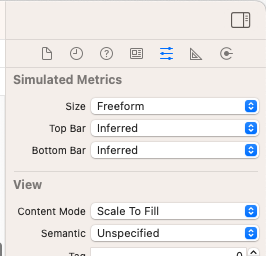 Simulated Metrics
Size Freeform
Top Bar Inferred
Bottom Bar Inferred
View
Content Mode Scale To Fill
Semantic Unspecified
Tag 0